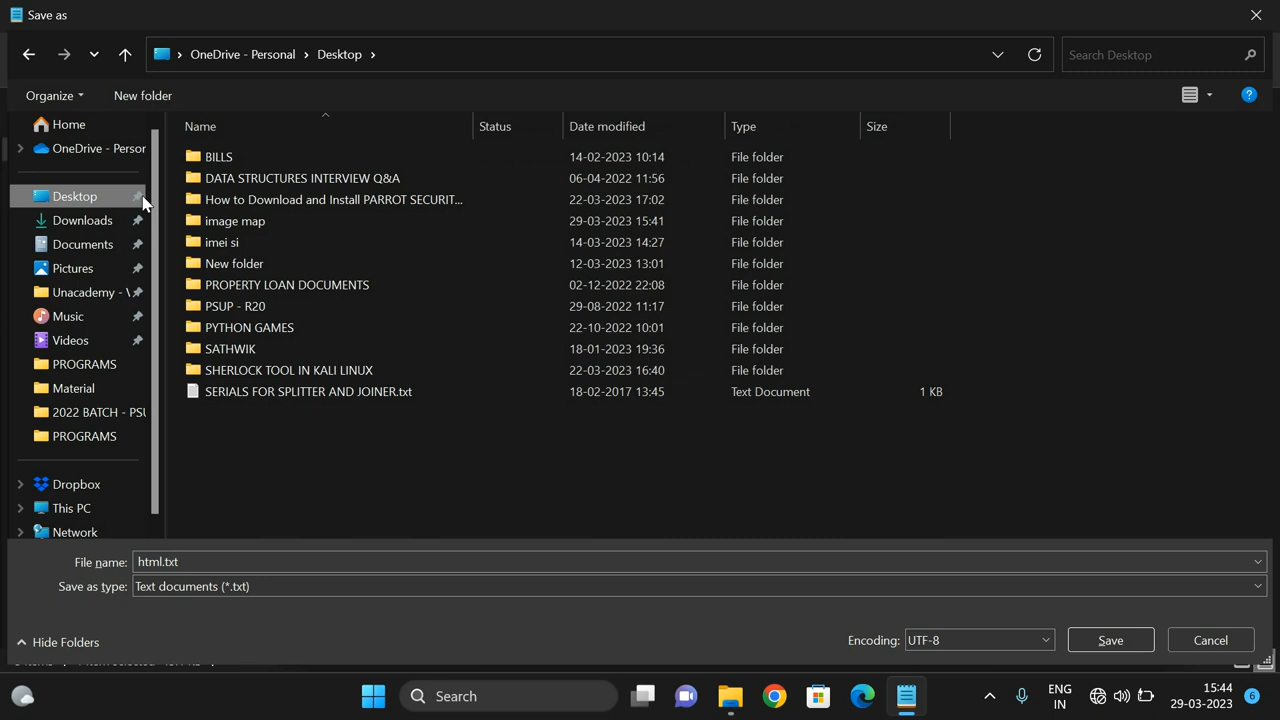 Save as
OneDrive - Personal
Desktop
Search Desktop
Organize
New folder
Home
OneDrive - Person
Desktop
Downloads
Documents
Pictures
Unacademy - \
Music
Videos
PROGRAMS
Material
2022 BATCH - PSU
PROGRAMS
Dropbox
This PC
Network
Name Status Date modified Type Size
BILLS 14-02-2023 10:14 File folder
DATA STRUCTURES INTERVIEW Q&A 06-04-2022 11:56 File folder
How to Download and Install PARROT SECURIT... 22-03-2023 17:02 File folder
image map 29-03-2023 15:41 File folder
imei si 14-03-2022 14:27 File folder
New folder 12-03-2023 13:01 File folder
PROPERTY LOAN DOCUMENTS 02-12-2022 22:08 File folder
PSUP - R20 29-08-2022 11:17 File folder
PYTHON GAMES 22-10-2022 10:01 File folder
SATHWIK 18-01-2023 19:36 File folder
SHERLOCK TOOL IN KALI LINUX 22-03-2023 16:40 File folder
SERIALS FOR SPLITTER AND JOINER.txt 18-02-2017 13:45 Text Document 1 KB
File name: html.txt
Save as type: Text documents (*.txt)
Hide Folders
Encoding: UTF-8
Save
Cancel
Search
ENG
IN
15:44
29-03-2023
6